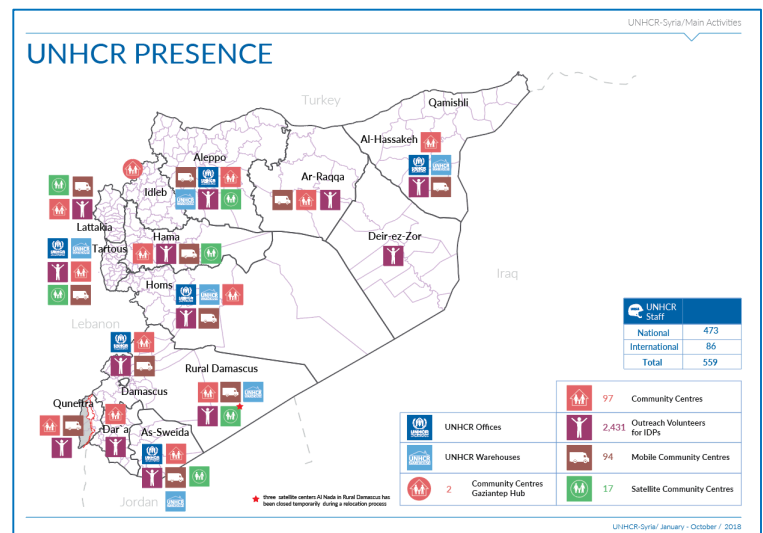 UNHCR-Syria/Main Activities
UNHCR PRESENCE
Turkey
Qamishli
Al-Hassakeh
Aleppo
Ar-Raqqa
Idleb
Lattakia
Deir-ez-Zor
Hama
Tartous
Iraq
Homs
Lebanon
Rural Damascus
Damascus
Quneitra
Dar`a
As-Sweida
Jordan
three satellite centers Al Nada in Rural Damascus has
been closed temporarily during a relocation process
UNHCR
Staff
National 473
International 86
Total 559
UNHCR Offices
UNHCR Warehouses
2 Community Centres
Gaziantep Hub
97 Community Centres
2,431 Outreach Volunteers
for IDPs
94 Mobile Community Centres
17 Satellite Community Centres
UNHCR-Syria/ January - October / 2018